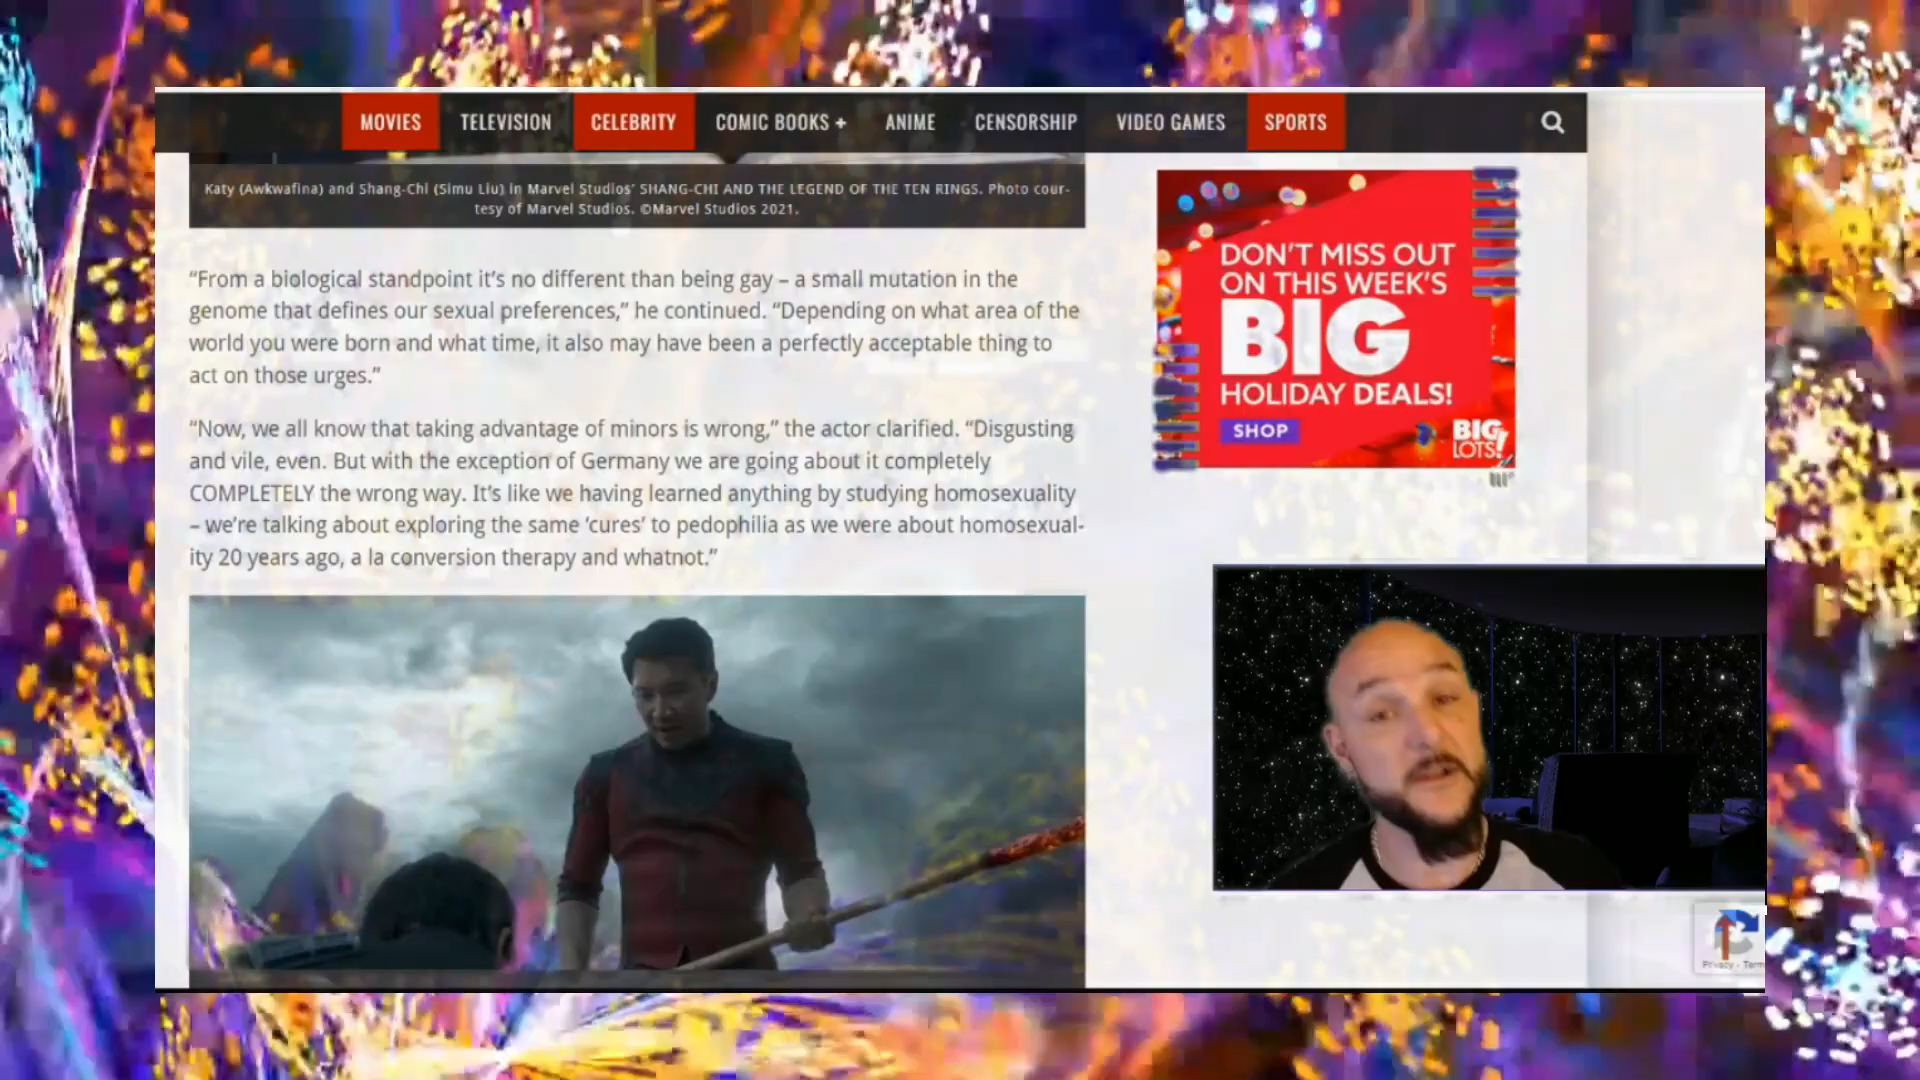 MOVIES TELEVISION CELEBRITY COMIC BOOKS + ANIME CENSORSHIP VIDEO GAMES SPORTS
Katy (Awkwafina) and Shang-Chi (Simu Liu) in Marvel Studios' SHANG-CHI AND THE LEGEND OF THE TEN RINGS. Photo cour-
tesy of Marvel Studios. ©Marvel Studios 2021.
“From a biological standpoint it’s no different than being gay – a small mutation in the
genome that defines our sexual preferences,” he continued. “Depending on what area of the
world you were born and what time, it also may have been a perfectly acceptable thing to
act on those urges.”
“Now, we all know that taking advantage of minors is wrong,” the actor clarified. “Disgusting
and vile, even. But with the exception of Germany we are going about it completely
COMPLETELY the wrong way. It’s like we having learned anything by studying homosexuality
– we’re talking about exploring the same ‘cures’ to pedophilia as we were about homosexual-
ity 20 years ago, a la conversion therapy and whatnot.”
DON'T MISS OUT
ON THIS WEEK'S
BIG
HOLIDAY DEALS!
SHOP
BIG
LOTS!
Privacy - Term